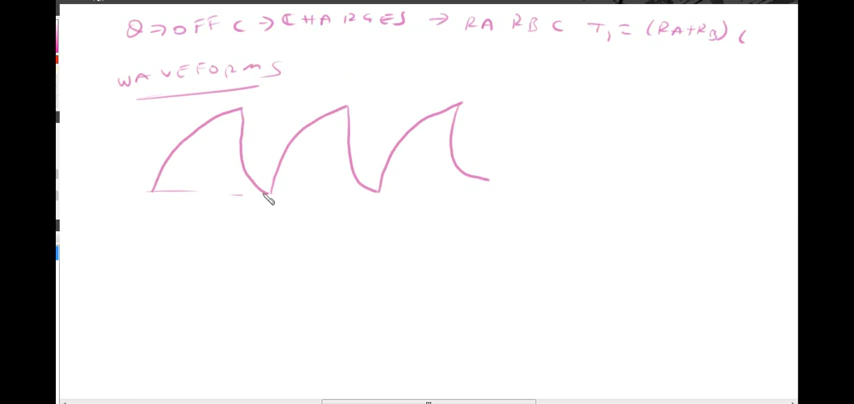 Q → OFF C → CHARGES → RA RB C T1 = (RA+RB) C
WAVEFORMS